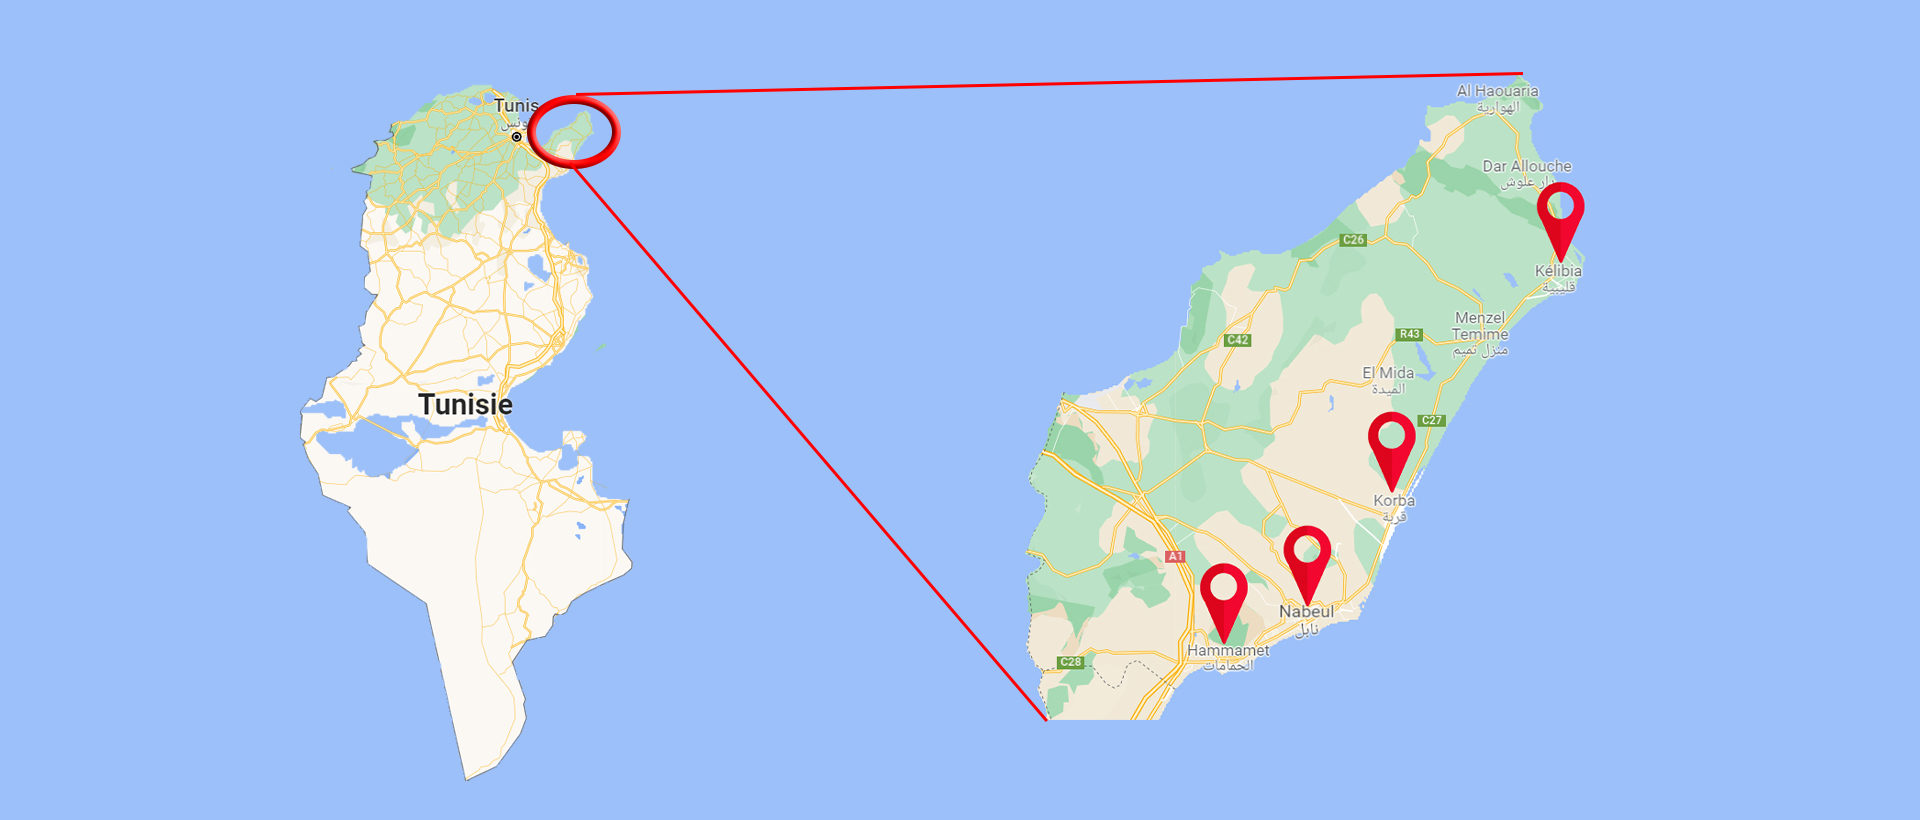 Tunis
تونس
Tunisie
Al Haouaria
الهوارية
Dar Allouche
دار علوش
C26
Kélibia
قليبية
Menzel
Temime
منزل تميم
R43
C42
El Mida
الميدة
C27
Korba
قربة
A1
Nabeul
نابل
Hammamet
الحمامات
C28